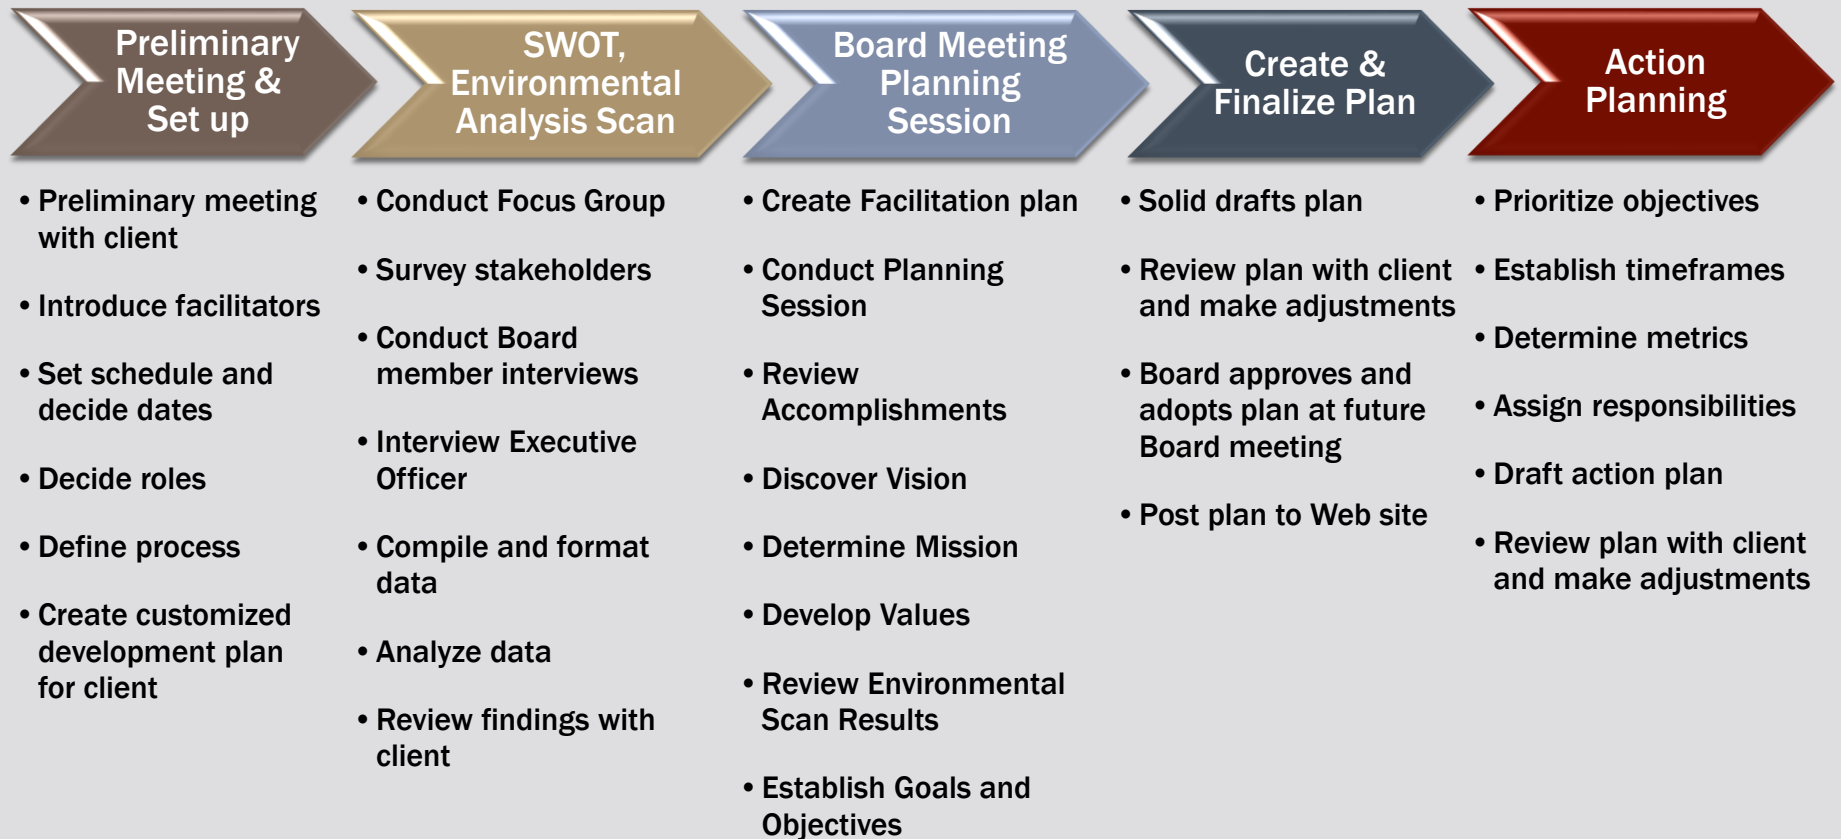 Preliminary
Meeting &
Set up
SWOT,
Environmental
Analysis Scan
Board Meeting
Planning
Session
Create &
Finalize Plan
Action
Planning
• Preliminary meeting
with client
• Introduce facilitators
• Set schedule and
decide dates
• Decide roles
• Define process
• Create customized
development plan
for client
• Conduct Focus Group
• Survey stakeholders
• Conduct Board
member interviews
• Interview Executive
Officer
• Compile and format
data
• Analyze data
• Review findings with
client
• Create Facilitation plan
• Conduct Planning
Session
• Review
Accomplishments
• Discover Vision
• Determine Mission
• Develop Values
• Review Environmental
Scan Results
• Establish Goals and
Objectives
• Solid drafts plan
• Review plan with client
and make adjustments
• Board approves and
adopts plan at future
Board meeting
• Post plan to Web site
• Prioritize objectives
• Establish timeframes
• Determine metrics
• Assign responsibilities
• Draft action plan
• Review plan with client
and make adjustments